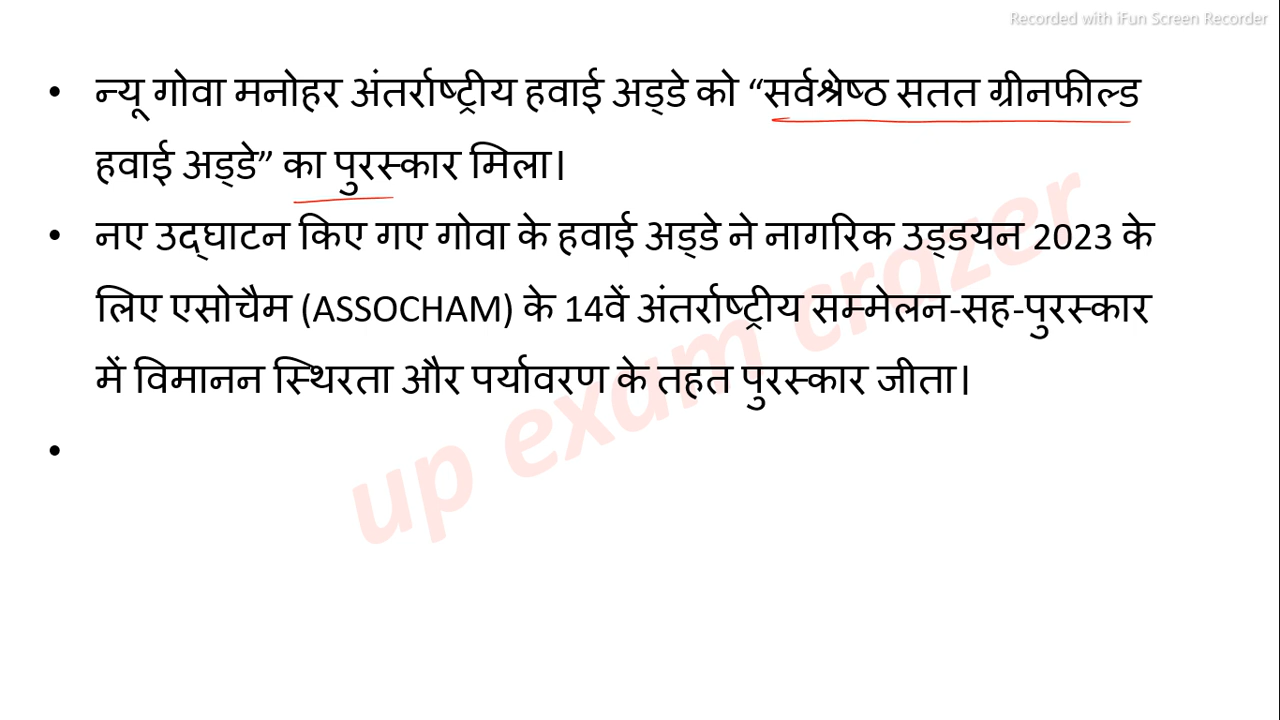 Recorded with iFun Screen Recorder
• न्यू गोवा मनोहर अंतर्राष्ट्रीय हवाई अड्डे को “सर्वश्रेष्ठ सतत ग्रीनफील्ड
हवाई अड्डे” का पुरस्कार मिला।
• नए उद्घाटन किए गए गोवा के हवाई अड्डे ने नागरिक उड्डयन 2023 के
लिए एसोचैम (ASSOCHAM) के 14वें अंतर्राष्ट्रीय सम्मेलन-सह-पुरस्कार
में विमानन स्थिरता और पर्यावरण के तहत पुरस्कार जीता।
•
up exam crazer